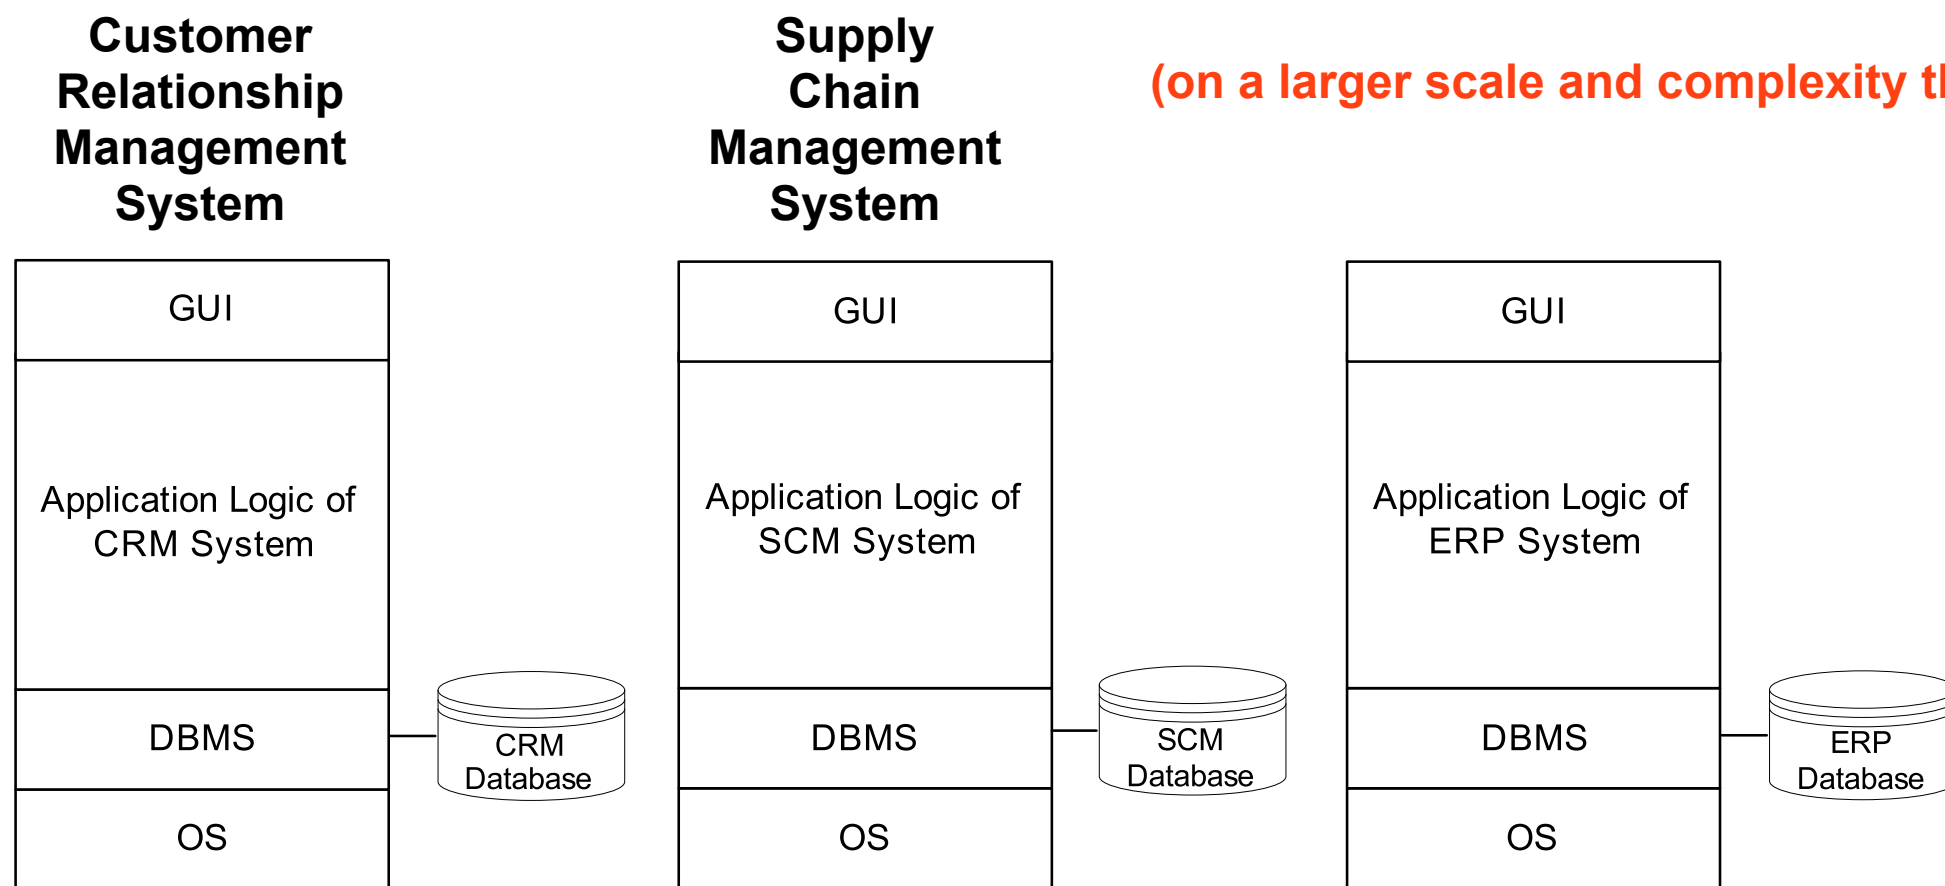 Customer
Relationship
Management
System
Supply
Chain
Management
System
(on a larger scale and complexity
GUI
Application Logic of
CRM System
DBMS
OS
CRM
Database
GUI
Application Logic of
SCM System
DBMS
OS
SCM
Database
GUI
Application Logic of
ERP System
DBMS
OS
ERP
Database